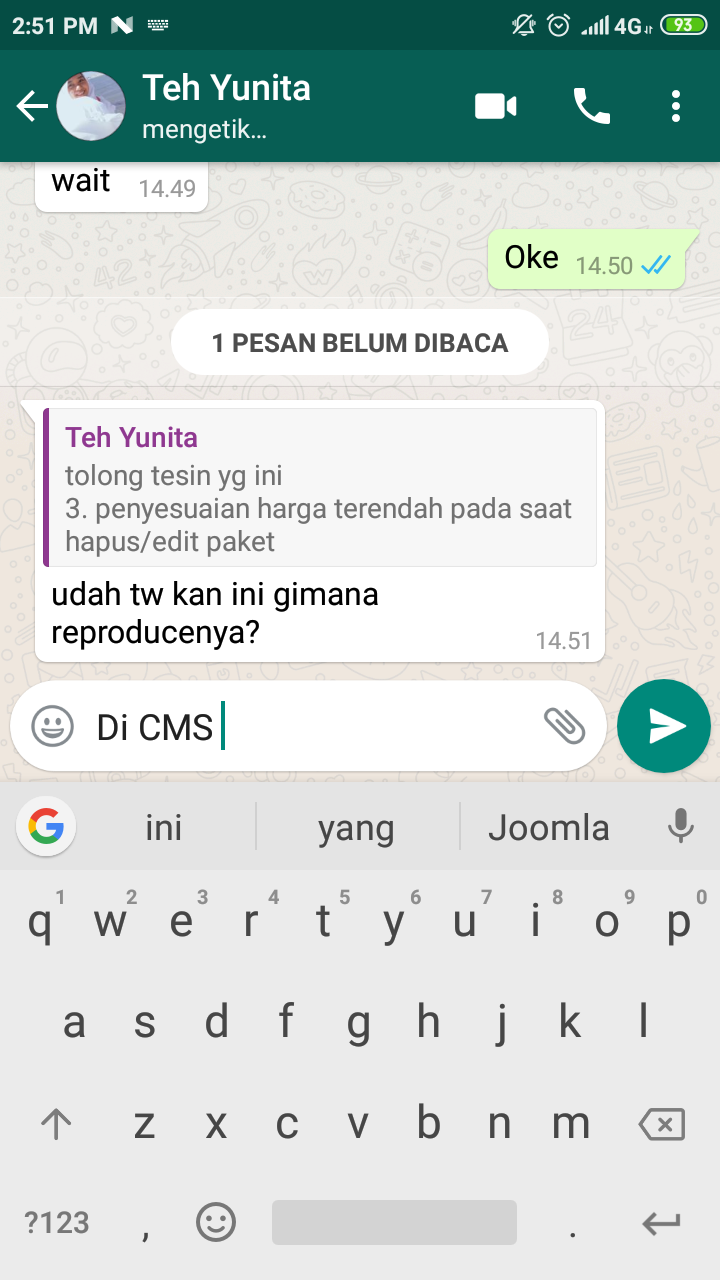 2:51 PM
4G
93
Teh Yunita
mengetik...
wait 14.49
Oke 14.50
1 PESAN BELUM DIBACA
Teh Yunita
tolong tesin yg ini
3. penyesuaian harga terendah pada saat
hapus/edit paket
udah tw kan ini gimana
reproducenya? 14.51
Di CMS
G ini yang Joomla
1 2 3 4 5 6 7 8 9 0
q w e r t y u i o p
a s d f g h j k l
z x c v b n m
?123 , .